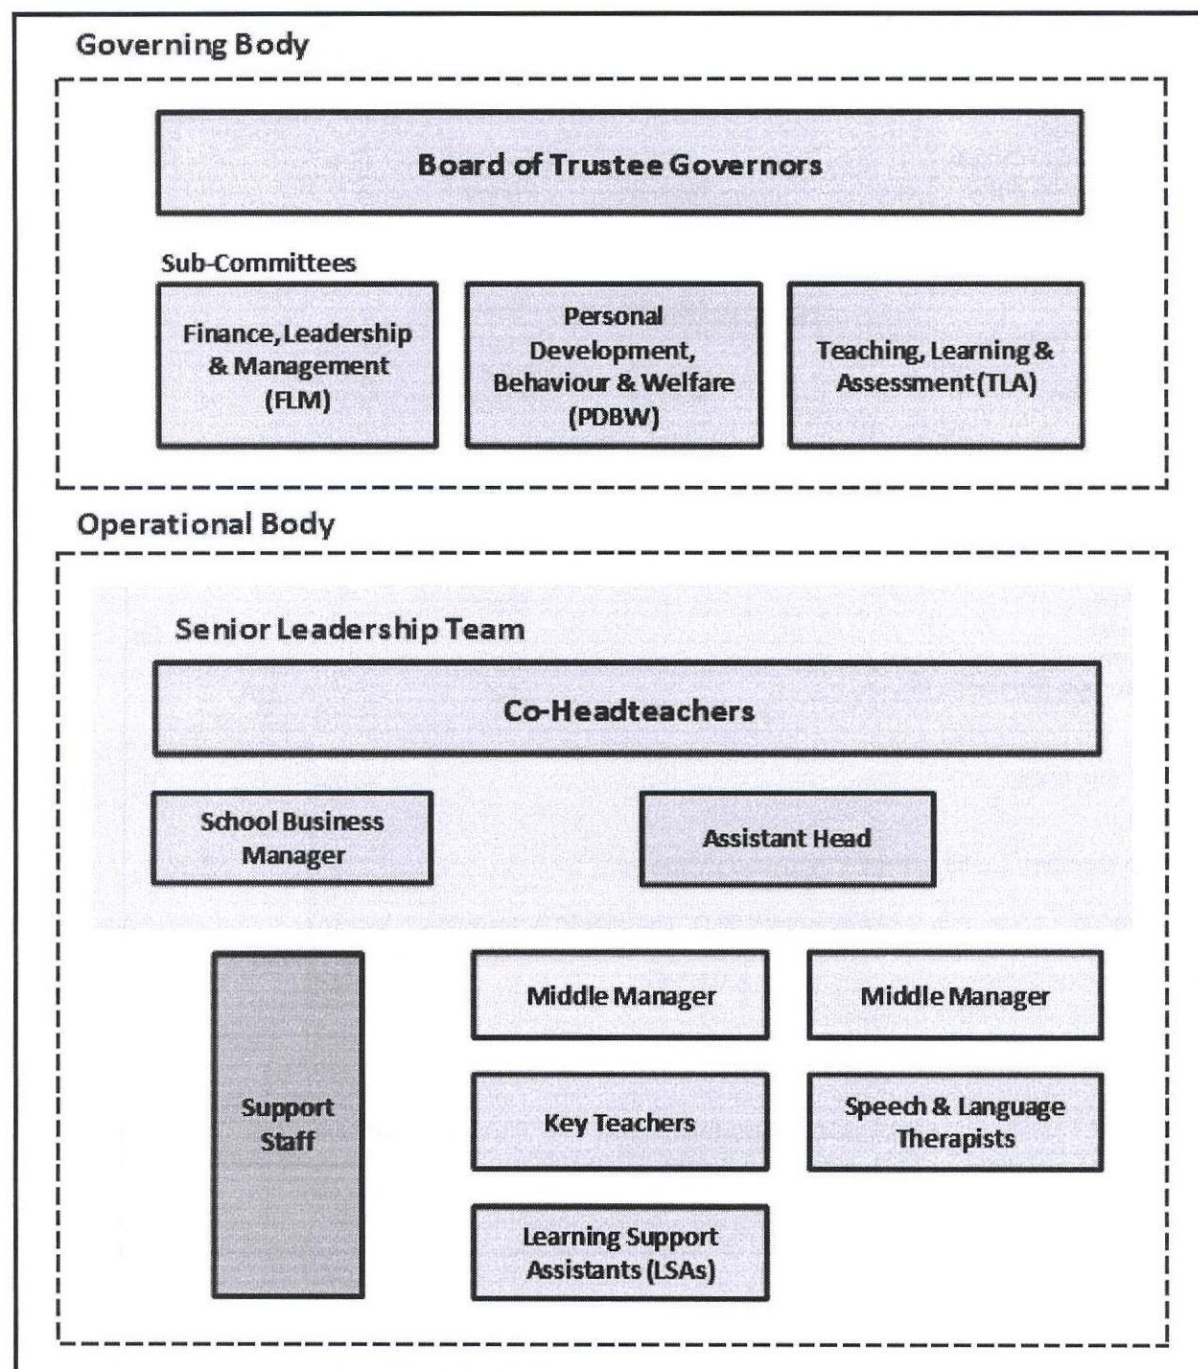 Governing Body
Board of Trustee Governors
Sub-Committees
Finance, Leadership
& Management
(FLM)
Personal
Development,
Behaviour & Welfare
(PDBW)
Teaching, Learning &
Assessment (TLA)
Operational Body
Senior Leadership Team
Co-Headteachers
School Business
Manager
Assistant Head
Support
Staff
Middle Manager
Middle Manager
Key Teachers
Speech & Language
Therapists
Learning Support
Assistants (LSAs)